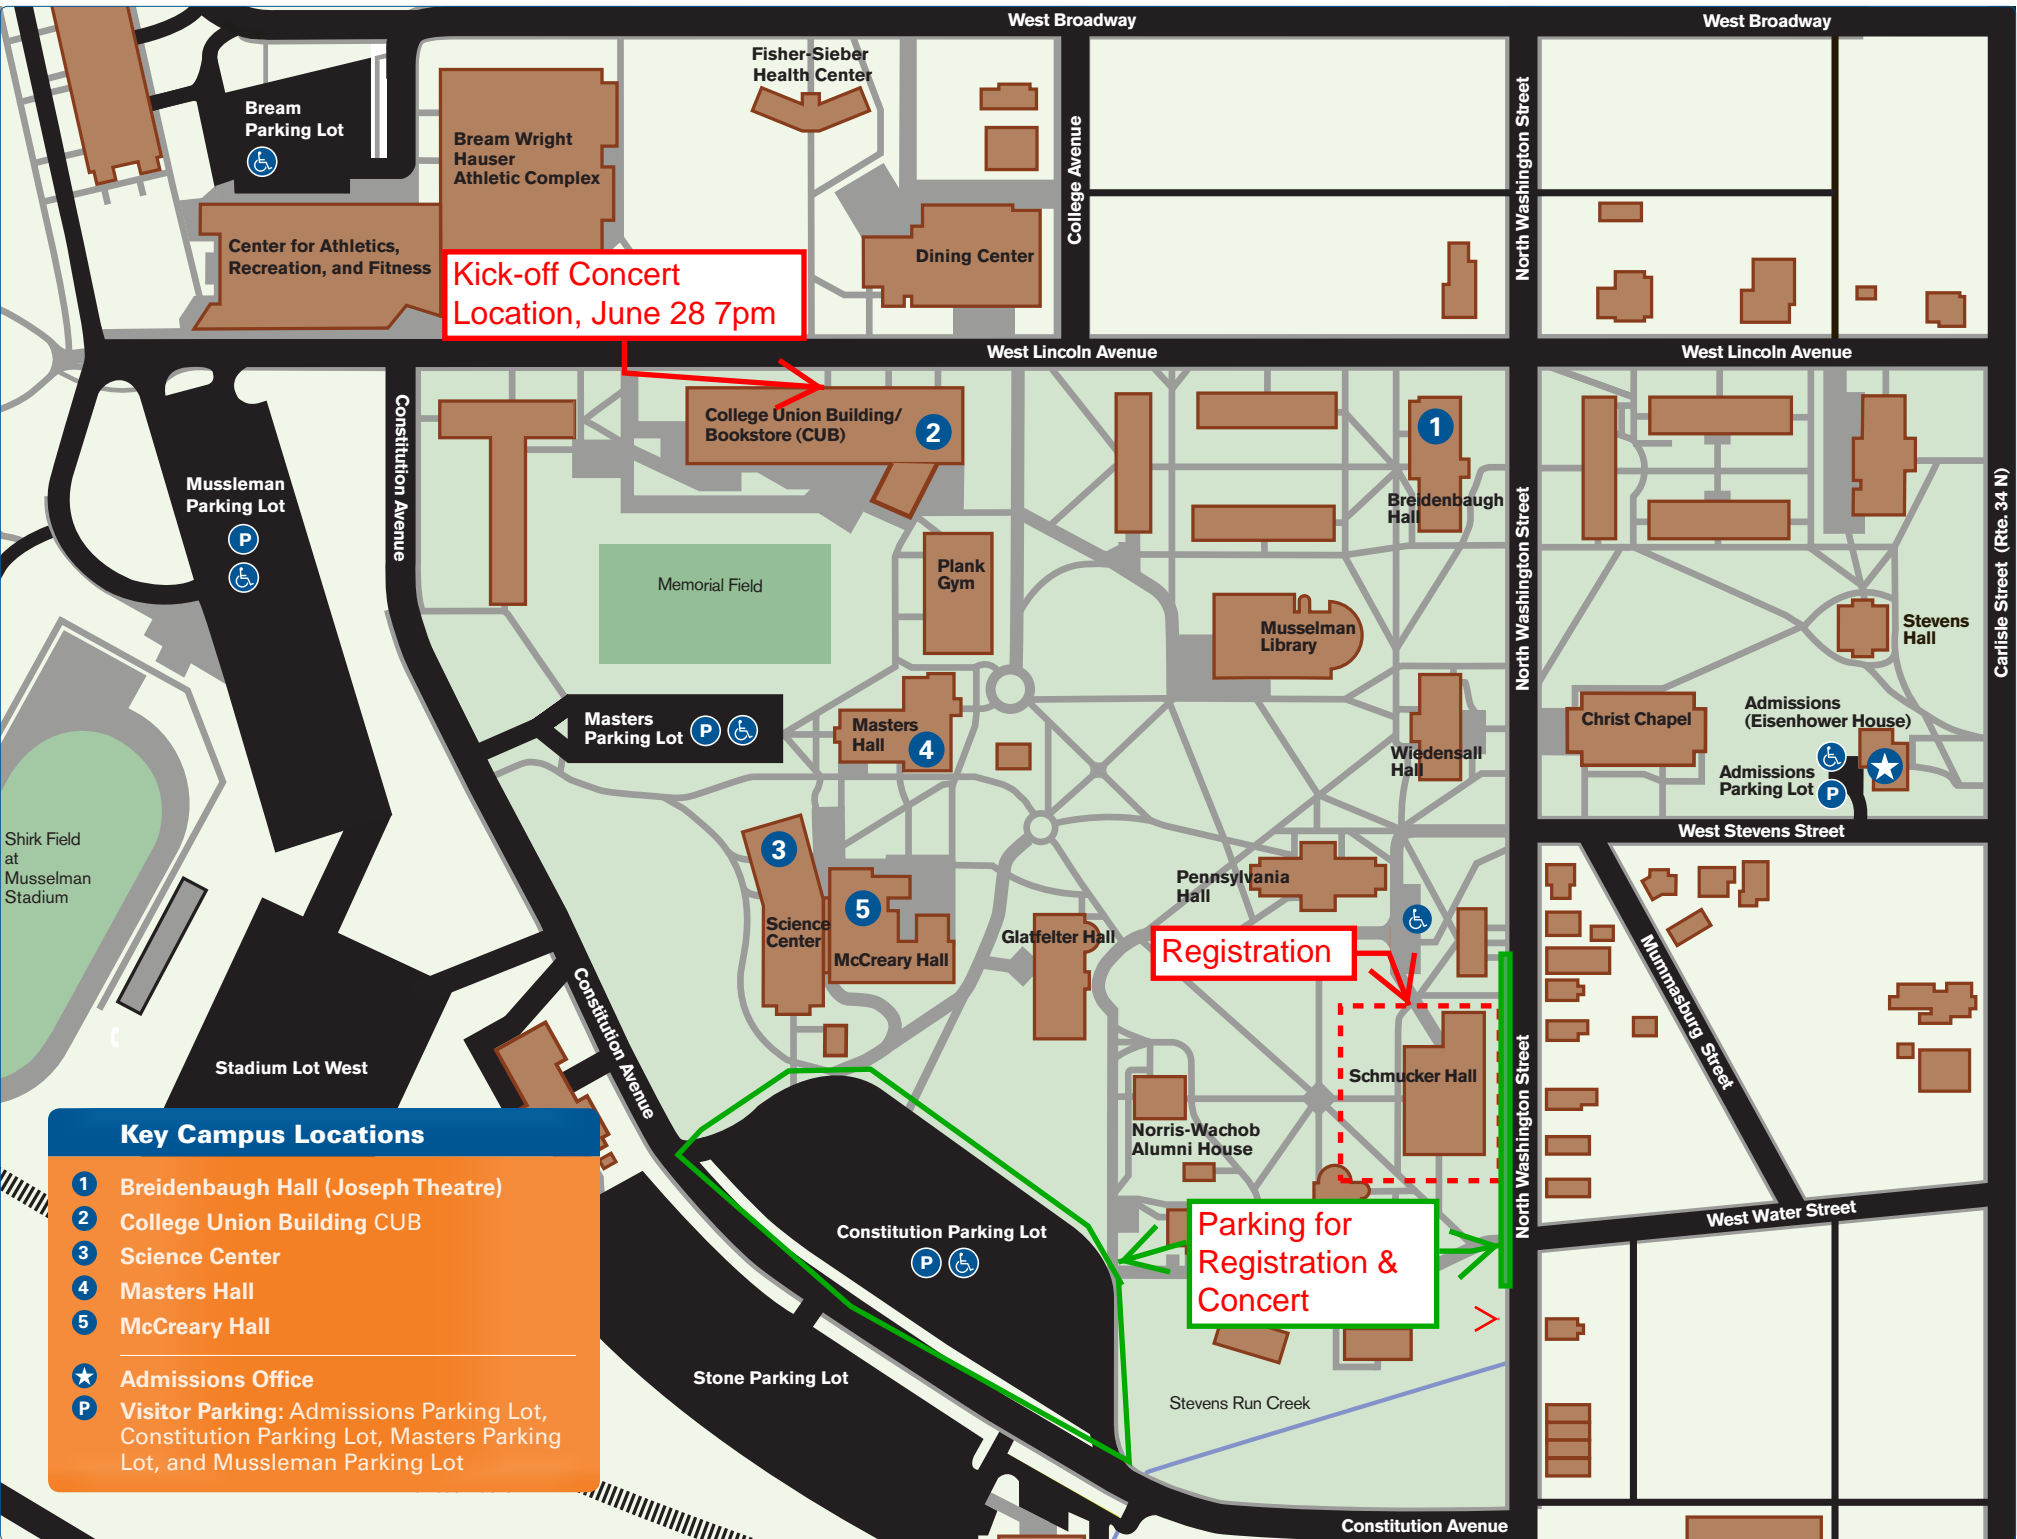 West Broadway
West Broadway
Fisher-Sieber
Health Center
Bream
Parking Lot
Bream Wright
Hauser
Athletic Complex
College Avenue
North Washington Street
Center for Athletics,
Recreation, and Fitness
Dining Center
Kick-off Concert
Location, June 28 7pm
West Lincoln Avenue
West Lincoln Avenue
Constitution Avenue
College Union Building/
Bookstore (CUB)
2
1
Breidenbaugh
Hall
Mussleman
Parking Lot
P
North Washington Street
Carlisle Street (Rte. 34 N)
Memorial Field
Plank
Gym
Musselman
Library
Stevens
Hall
Masters
Parking Lot
P
Masters
Hall
4
Wiedensall
Hall
Christ Chapel
Admissions
(Eisenhower House)
Admissions
Parking Lot
P
West Stevens Street
Shirk Field
at
Musselman
Stadium
3
Science
Center
5
McCreary Hall
Glatfelter Hall
Pennsylvania
Hall
Registration
Mummasburg Street
Constitution Avenue
Stadium Lot West
Schmucker Hall
North Washington Street
Norris-Wachob
Alumni House
West Water Street
Parking for
Registration &
Concert
Constitution Parking Lot
P
Stone Parking Lot
Stevens Run Creek
Constitution Avenue
Key Campus Locations
1 Breidenbaugh Hall (Joseph Theatre)
2 College Union Building CUB
3 Science Center
4 Masters Hall
5 McCreary Hall
Admissions Office
P Visitor Parking: Admissions Parking Lot,
Constitution Parking Lot, Masters Parking
Lot, and Mussleman Parking Lot